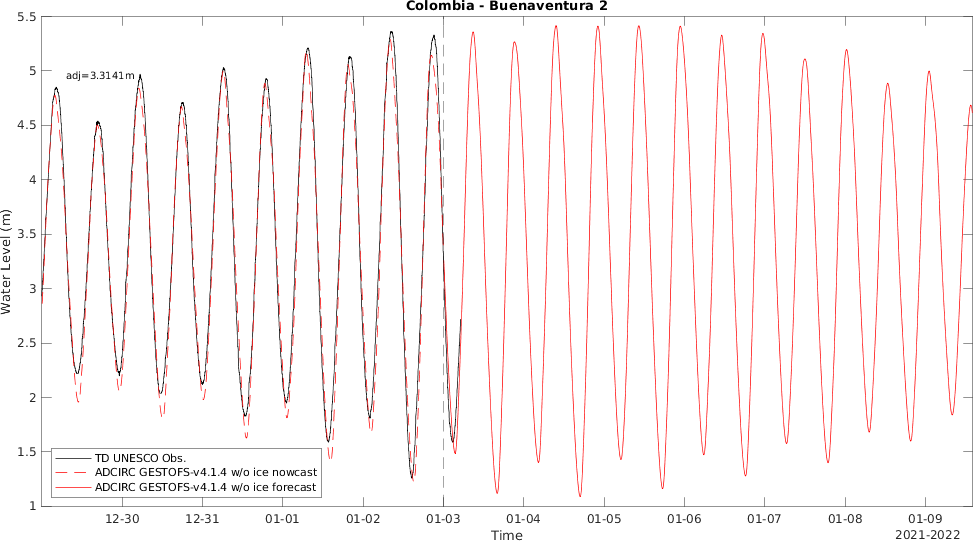 Colombia - Buenaventura 2
5.5
5
4.5
4
3.5
3
2.5
2
1.5
1
Water Level (m)
adj=3.3141m
TD UNESCO Obs.
ADCIRC GESTOFS-v4.1.4 w/o ice nowcast
ADCIRC GESTOFS-v4.1.4 w/o ice forecast
12-30 12-31 01-01 01-02 01-03 01-04 01-05 01-06 01-07 01-08 01-09
Time
2021-2022